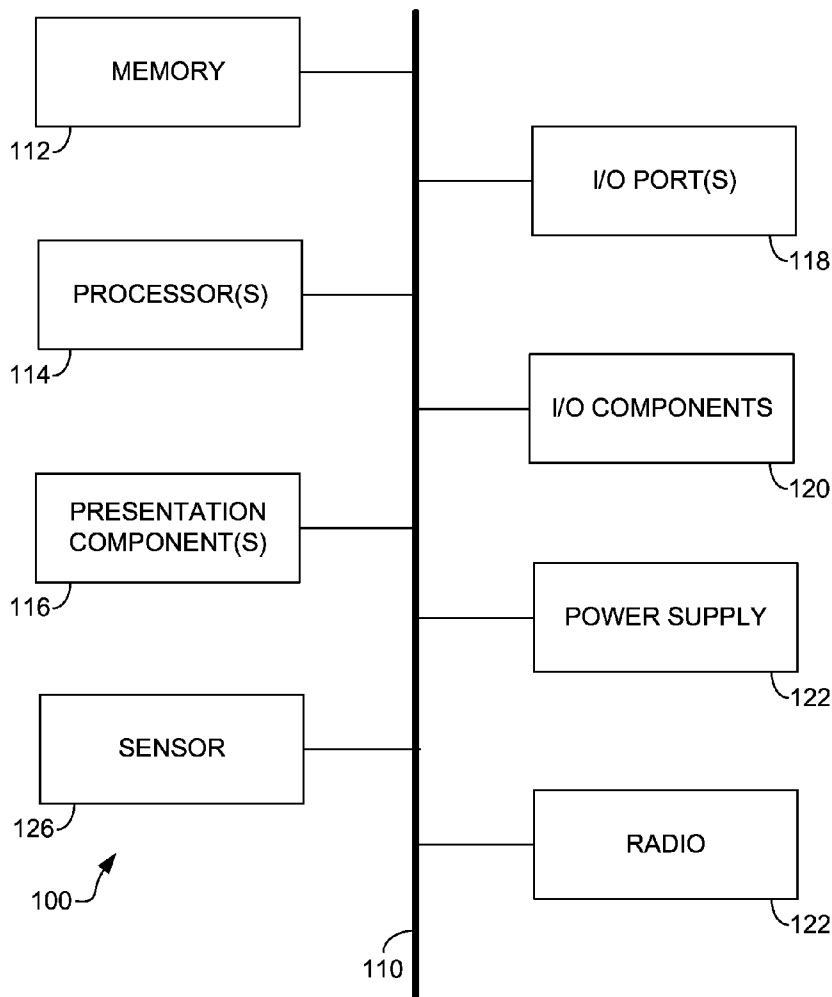 MEMORY
112
I/O PORT(S)
118
PROCESSOR(S)
114
I/O COMPONENTS
120
PRESENTATION
COMPONENT(S)
116
POWER SUPPLY
122
SENSOR
126
RADIO
122
100
110